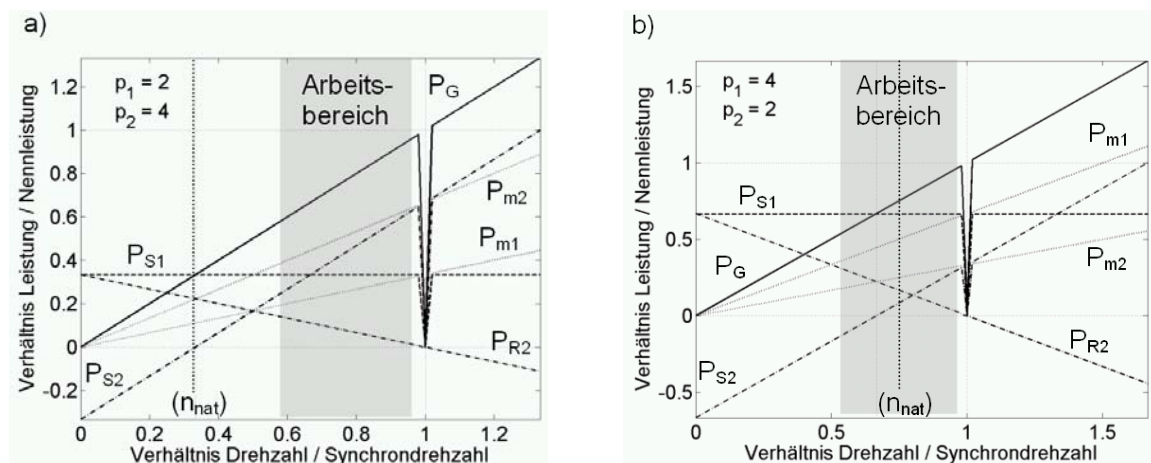 a)
Verhältnis Leistung / Nennleistung
1.2
1
0.8
0.6
0.4
0.2
0
-0.2
p1 = 2
p2 = 4
Arbeits-
bereich
PG
Pm2
Pm1
PS1
PR2
PS2
(nnat)
0 0.2 0.4 0.6 0.8 1 1.2
Verhältnis Drehzahl / Synchrondrehzahl
b)
Verhältnis Leistung / Nennleistung
1.5
1
0.5
0
-0.5
p1 = 4
p2 = 2
Arbeits-
bereich
Pm1
PS1
PG
Pm2
PR2
PS2
(nnat)
0 0.5 1 1.5
Verhältnis Drehzahl / Synchrondrehzahl